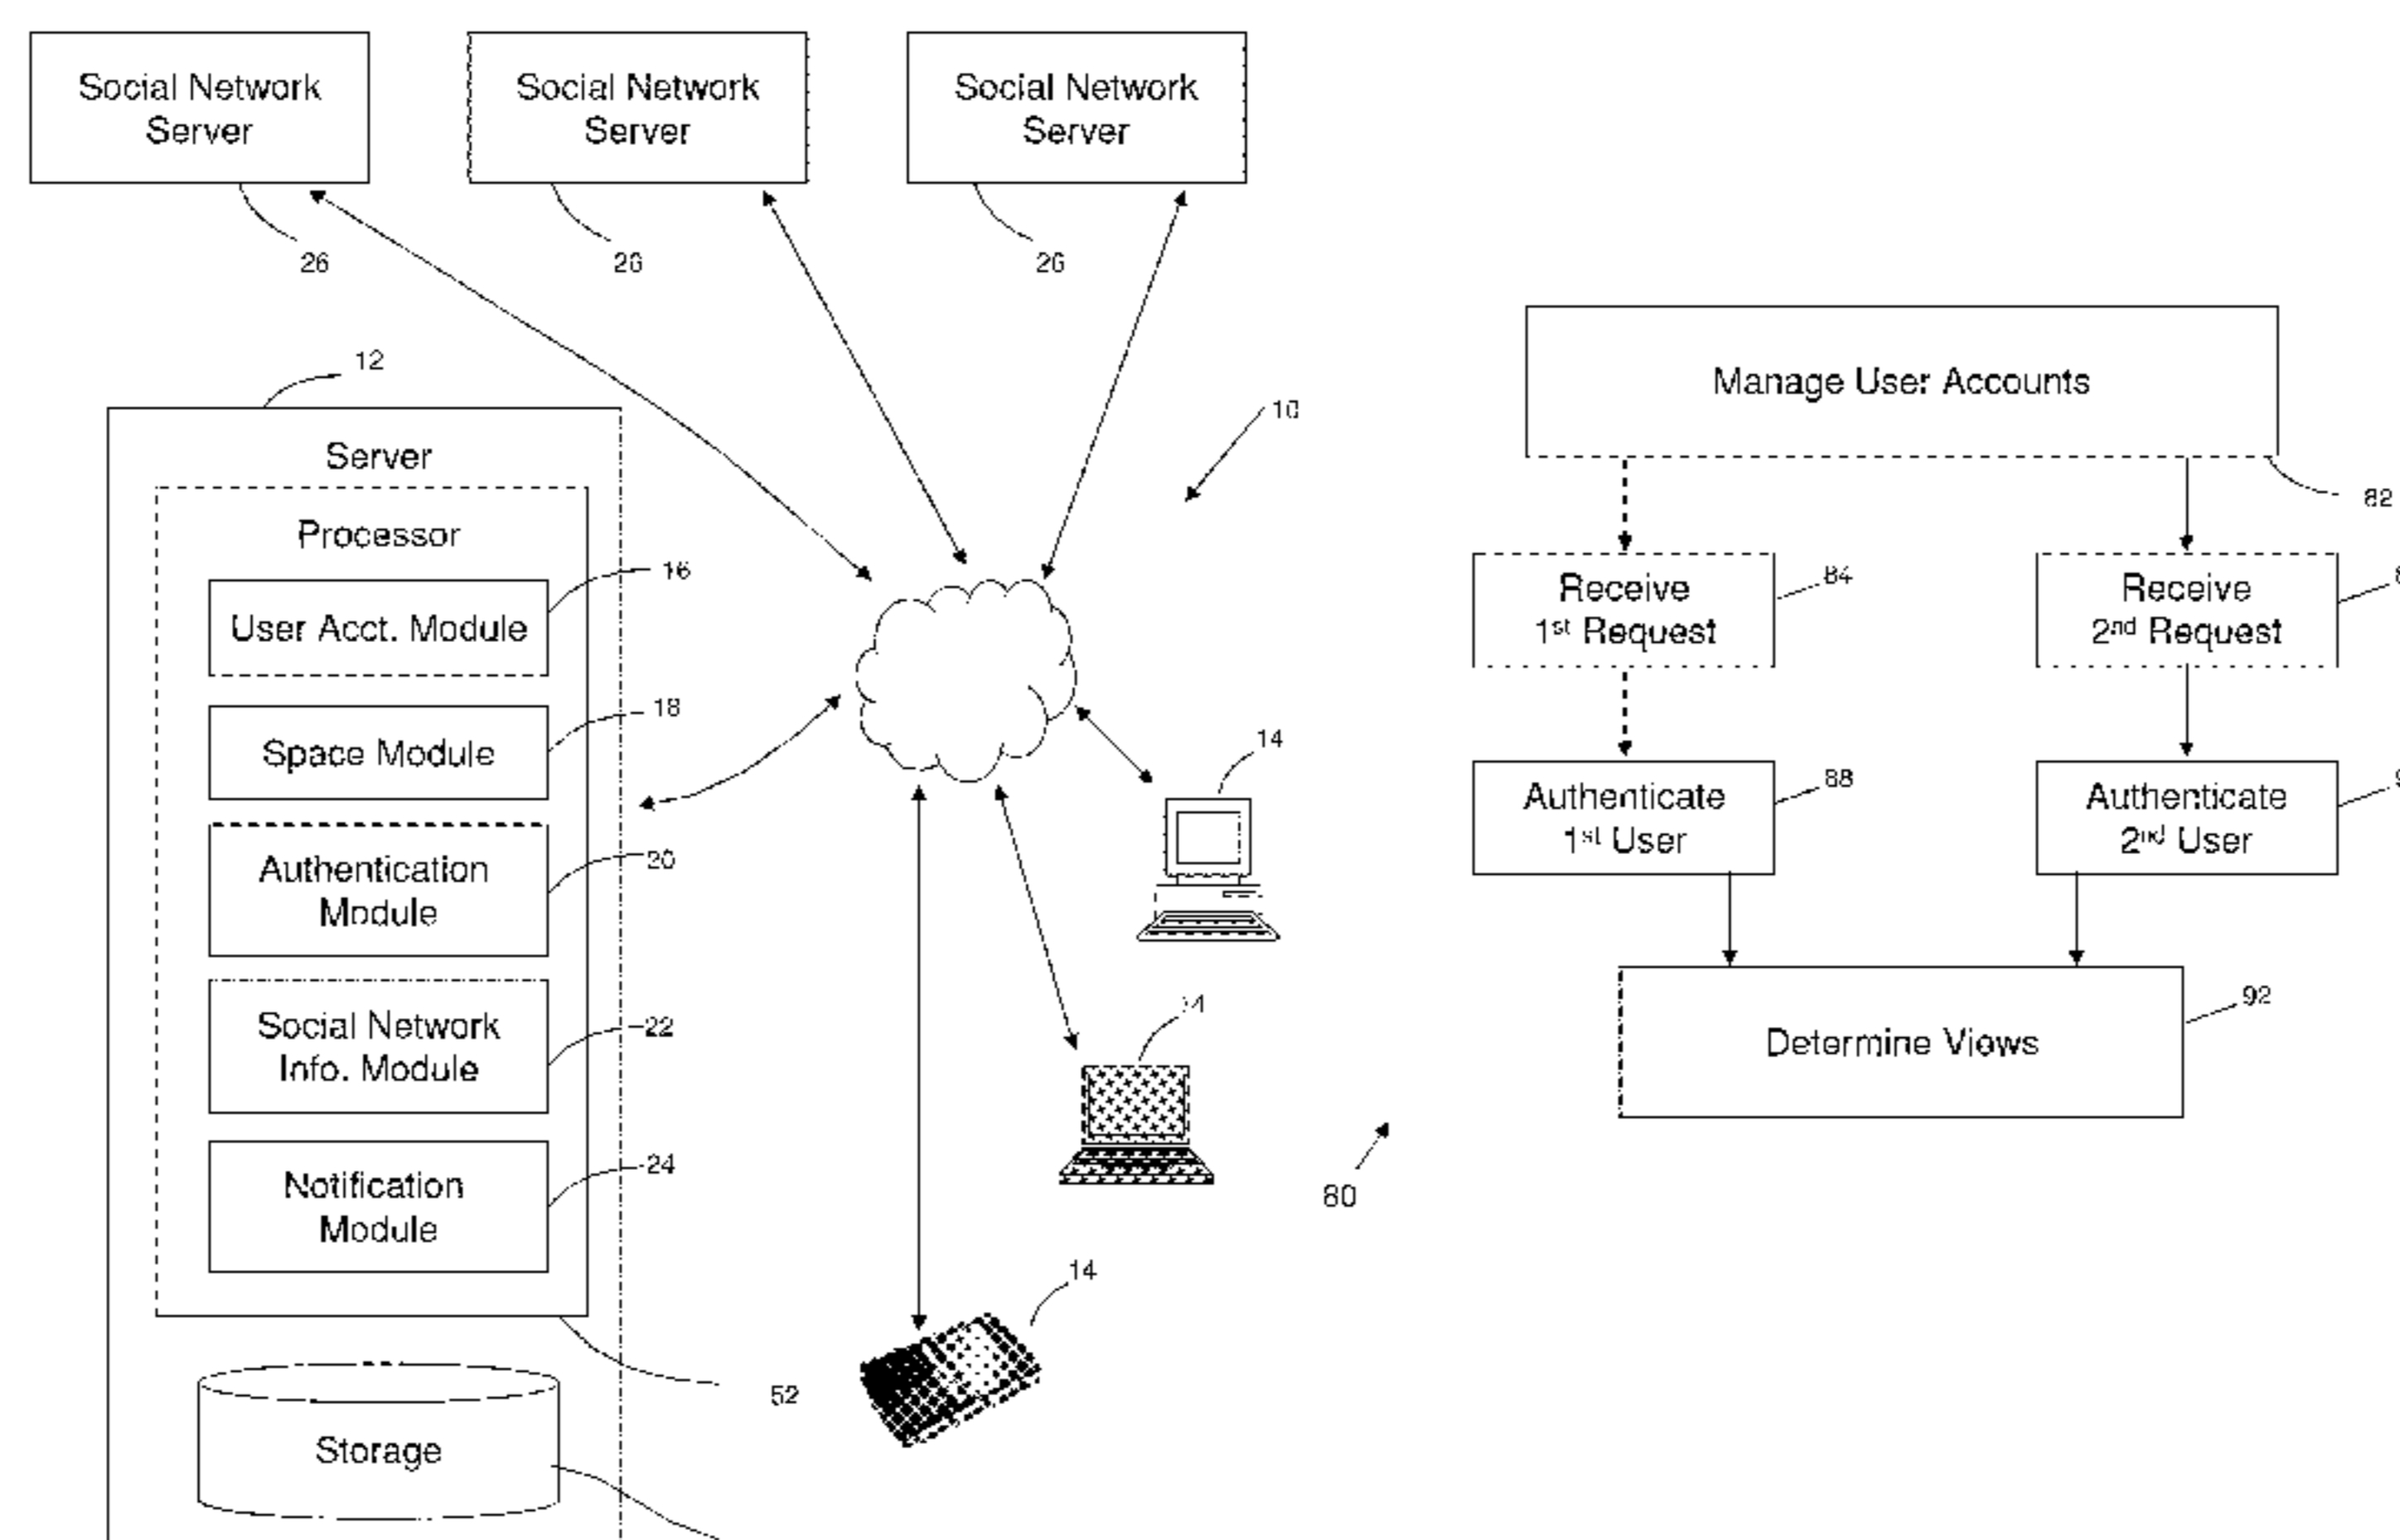 Social Network
Server
Social Network
Server
Social Network
Server
26
26
26
12
10
Server
Processor
User Acct. Module
16
Space Module
18
Authentication
Module
20
Social Network
Info. Module
22
Notification
Module
24
52
Storage
14
14
14
80
Manage User Accounts
82
Receive
1st Request
84
Receive
2nd Request
Authenticate
1st User
88
Authenticate
2nd User
Determine Views
92